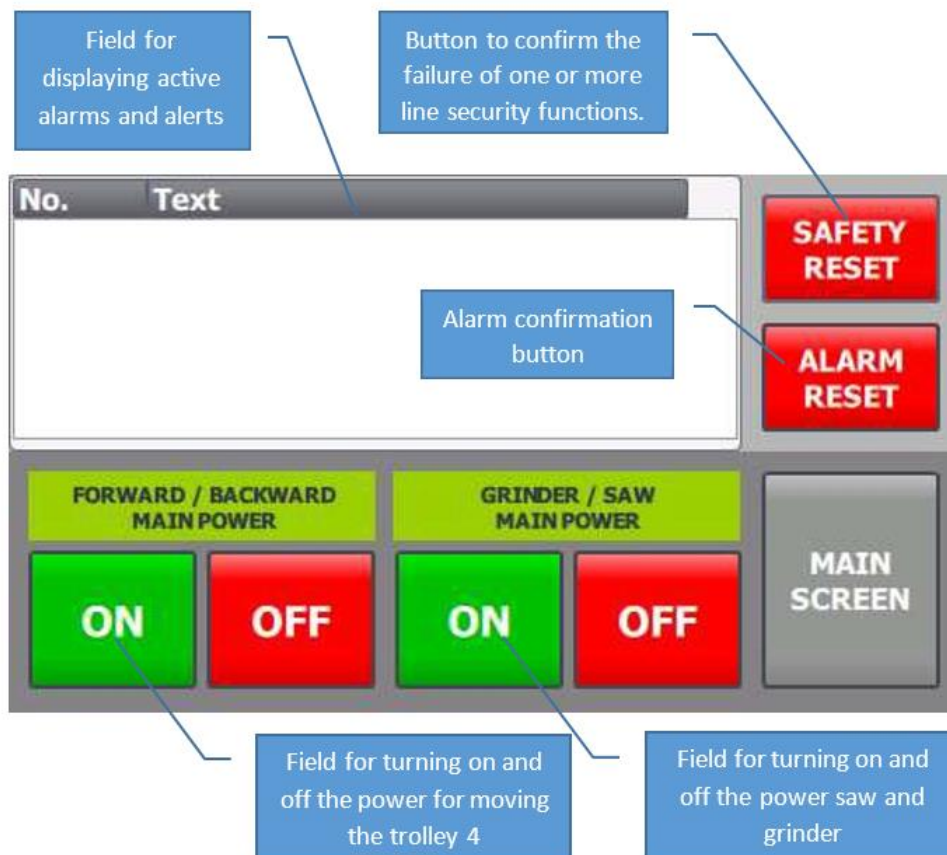 Field for
displaying active
alarms and alerts
Button to confirm the
failure of one or more
line security functions.
No. Text
SAFETY
RESET
Alarm confirmation
button
ALARM
RESET
FORWARD / BACKWARD
MAIN POWER
GRINDER / SAW
MAIN POWER
MAIN
SCREEN
ON
OFF
ON
OFF
Field for turning on and
off the power for moving
the trolley 4
Field for turning on and
off the power saw and
grinder